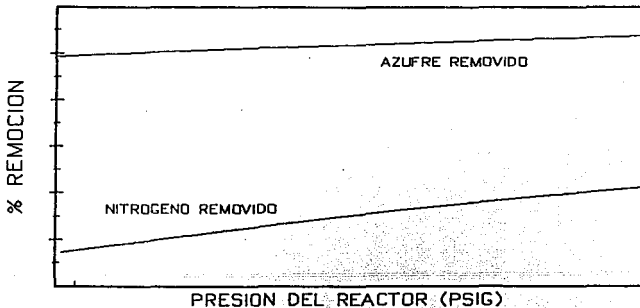 AZUFRE REMOVIDO
% REMOCION
NITROGENO REMOVIDO
PRESION DEL REACTOR (PSIG)